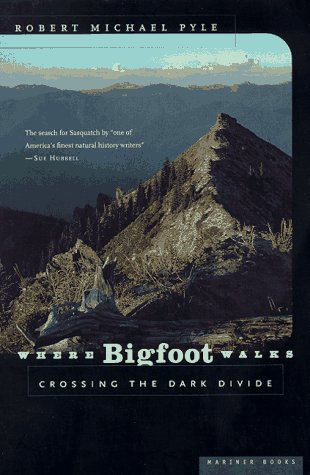 ROBERT MICHAEL PYLE
The search for Sasquatch by "one of
America's finest natural history writers"
—SUE HUBBELL
WHERE Bigfoot WALKS
CROSSING THE DARK DIVIDE
MARINER BOOKS